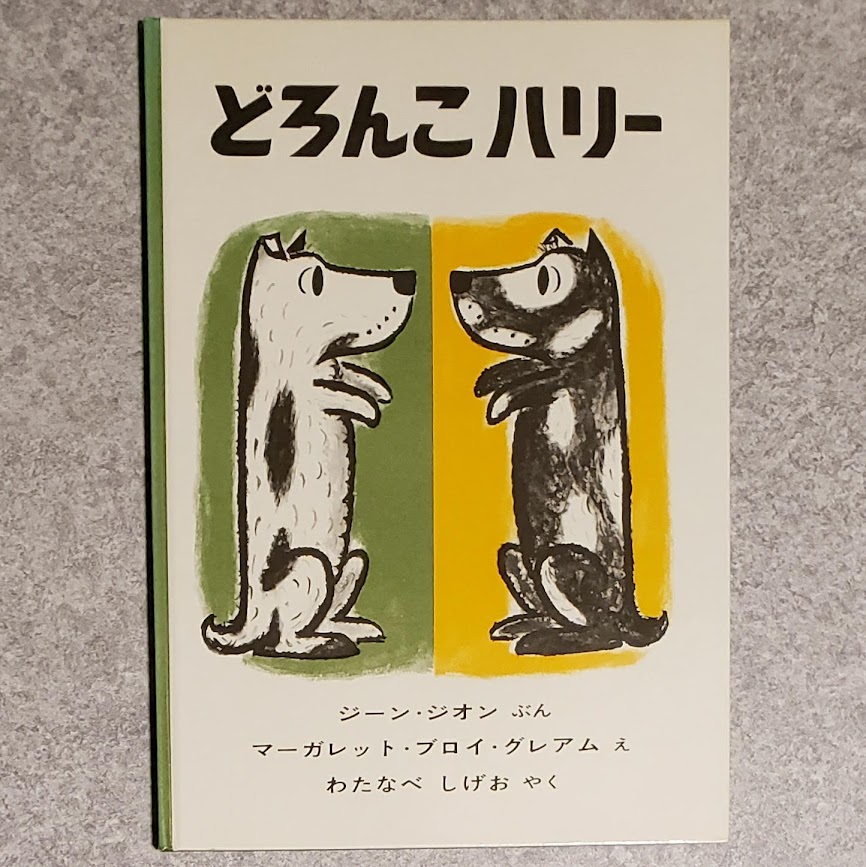 どろんこハリー
ジーン・ジオン ぶん
マーガレット・ブロイ・グレアム え
わたなべ しげお やく